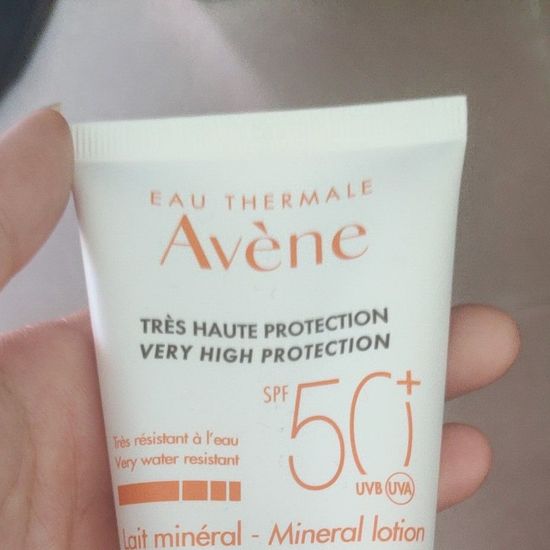 EAU THERMALE
Avène
TRÈS HAUTE PROTECTION
VERY HIGH PROTECTION
SPF 50+
Très résistant à l'eau
Very water resistant
UVB UVA
Lait minéral - Mineral lotion